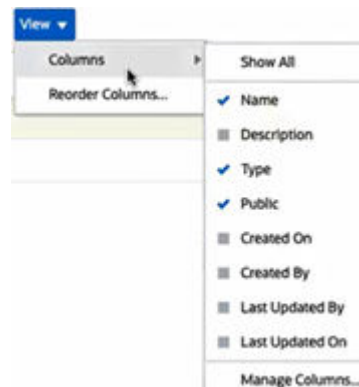 View
Columns
Reorder Columns...
Show All
Name
Description
Type
Public
Created On
Created By
Last Updated By
Last Updated On
Manage Columns...